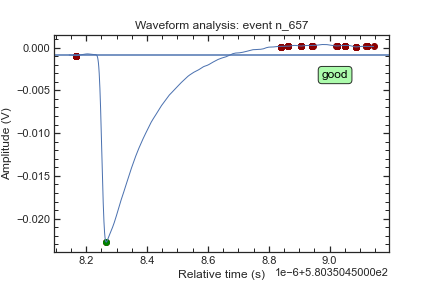 Waveform analysis: event n_657
0.000
−0.005
−0.010
−0.015
−0.020
Amplitude (V)
good
8.2
8.4
8.6
8.8
9.0
Relative time (s)
1e−6+5.8035045000e2